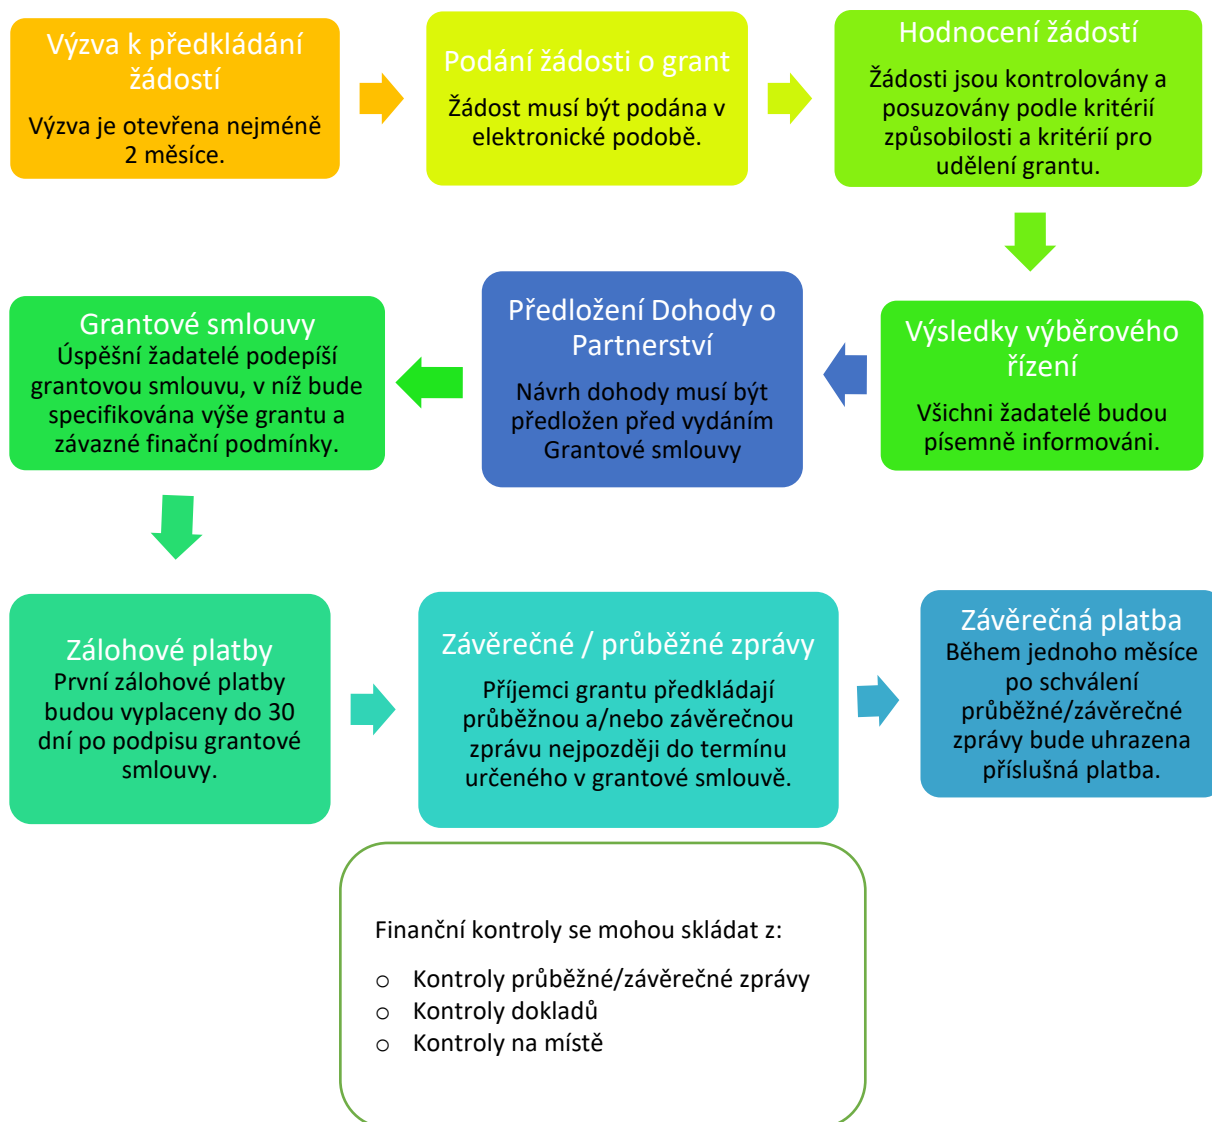 Výzva k předkládání
žádostí
Výzva je otevřena nejméně
2 měsíce.
Podání žádosti o grant
Žádost musí být podána v
elektronické podobě.
Hodnocení žádostí
Žádosti jsou kontrolovány a
posuzovány podle kritérií
způsobilosti a kritérií pro
udělení grantu.
Výsledky výběrového
řízení
Všichni žadatelé budou
písemně informováni.
Předložení Dohody o
Partnerství
Návrh dohody musí být
předložen před vydáním
Grantové smlouvy
Grantové smlouvy
Úspěšní žadatelé podepíší
grantovou smlouvu, v níž bude
specifikována výše grantu a
závazné finační podmínky.
Zálohové platby
První zálohové platby
budou vyplaceny do 30
dní po podpisu grantové
smlouvy.
Závěrečné / průběžné zprávy
Příjemci grantu předkládají
průběžnou a/nebo závěrečnou
zprávu nejpozději do termínu
určeného v grantové smlouvě.
Závěrečná platba
Během jednoho měsíce
po schválení
průběžné/závěrečné
zprávy bude uhrazena
příslušná platba.
Finanční kontroly se mohou skládat z:
o Kontroly průběžné/závěrečné zprávy
o Kontroly dokladů
o Kontroly na místě